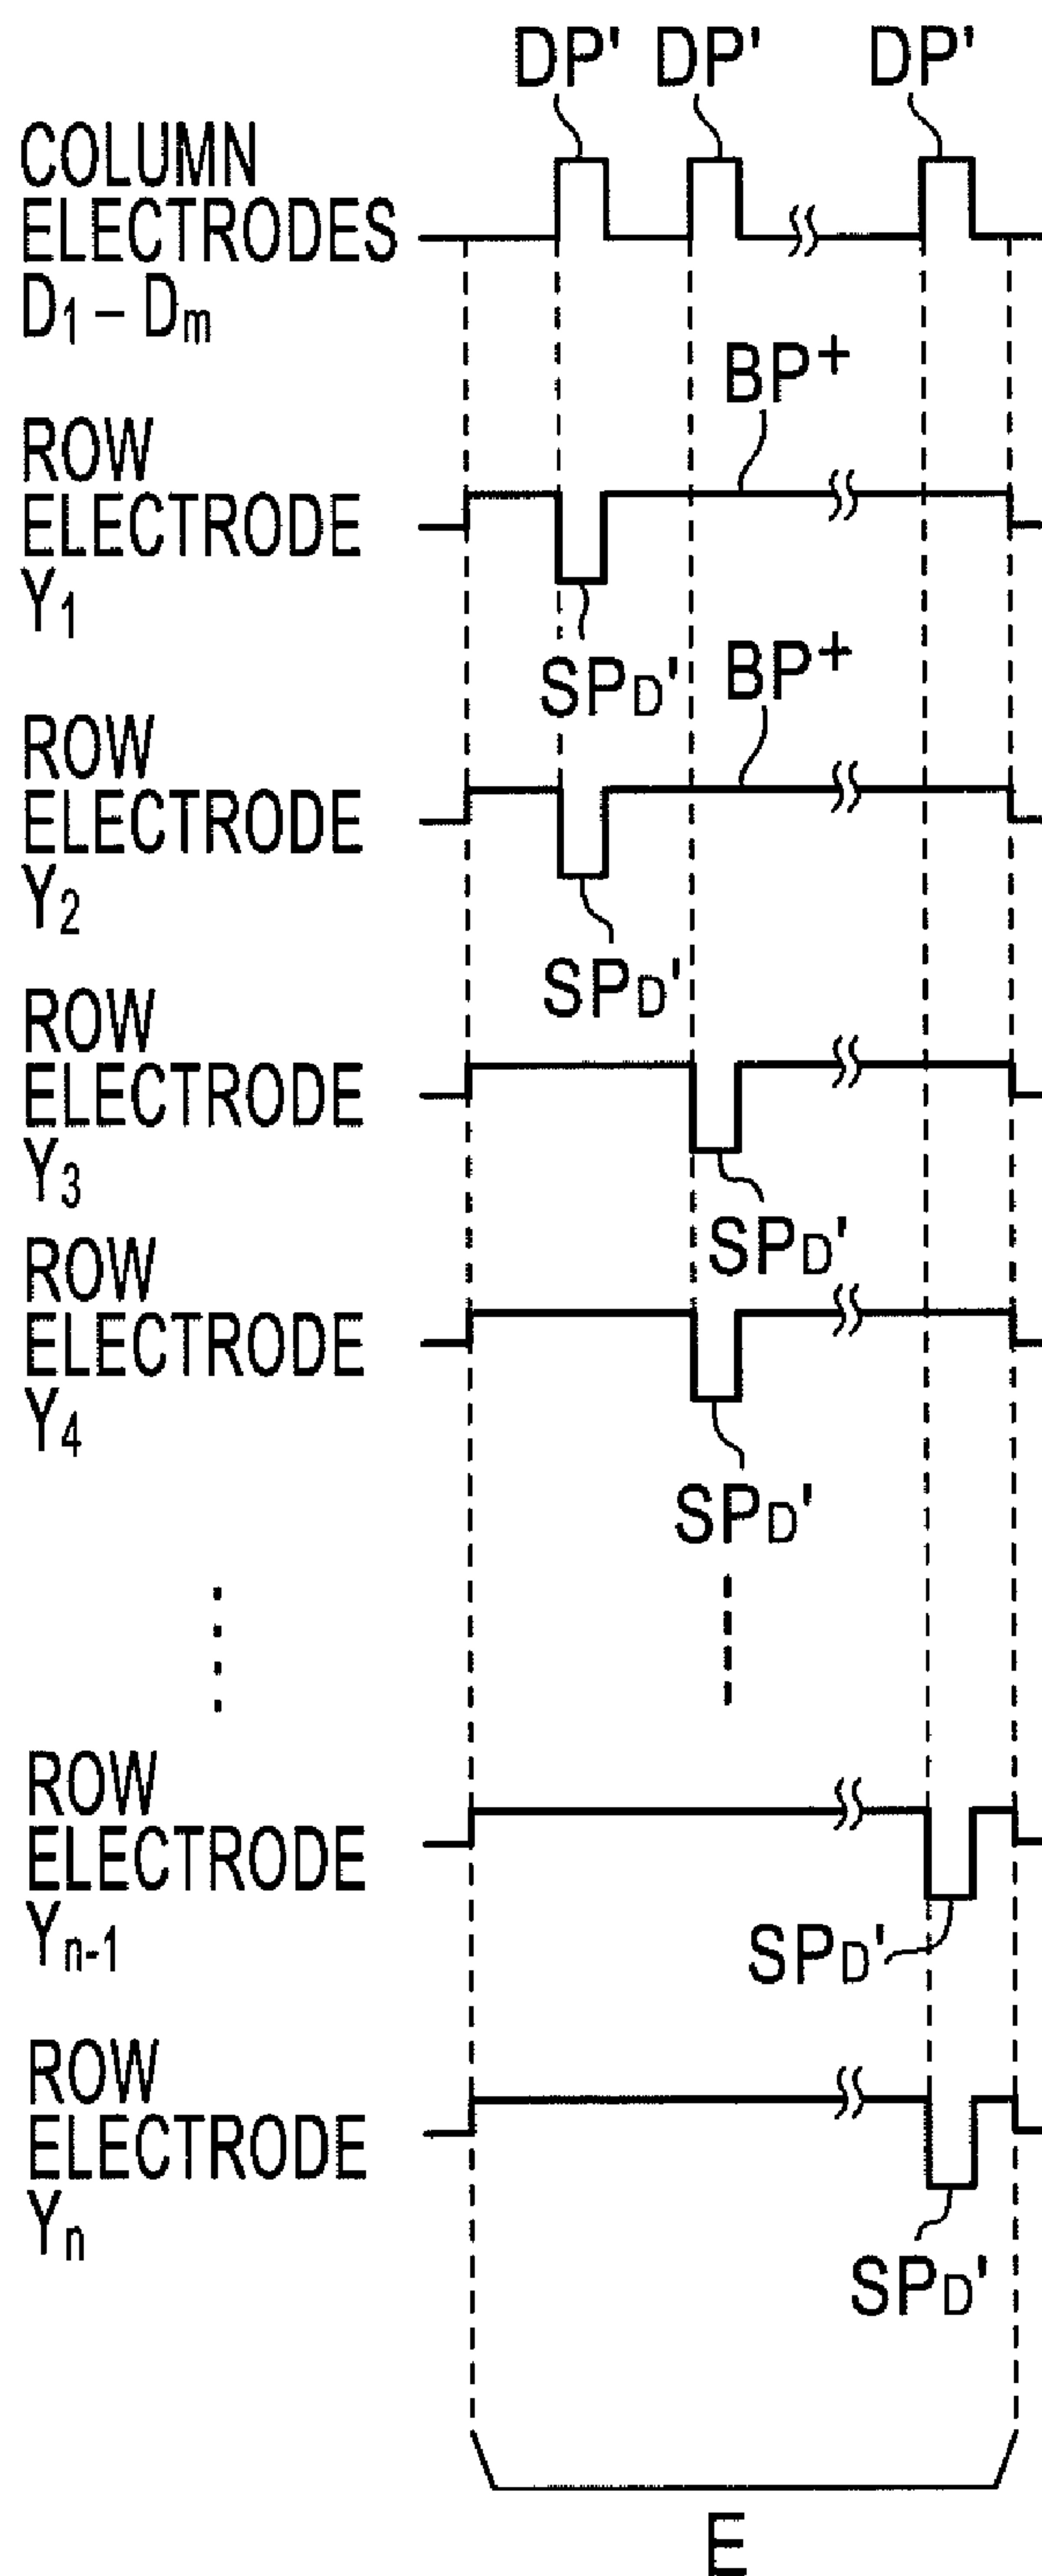 DP' DP' DP'
COLUMN
ELECTRODES
D1 – Dm
BP+
ROW
ELECTRODE
Y1
SPD'
BP+
ROW
ELECTRODE
Y2
SPD'
ROW
ELECTRODE
Y3
SPD'
ROW
ELECTRODE
Y4
SPD'
ROW
ELECTRODE
Yn-1
SPD'
ROW
ELECTRODE
Yn
SPD'
E